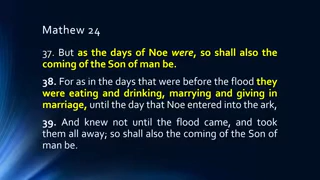 Mathew 24
37. But as the days of Noe were, so shall also the
coming of the Son of man be.
38. For as in the days that were before the flood they
were eating and drinking, marrying and giving in
marriage, until the day that Noe entered into the ark,
39. And knew not until the flood came, and took
them all away; so shall also the coming of the Son of
man be.